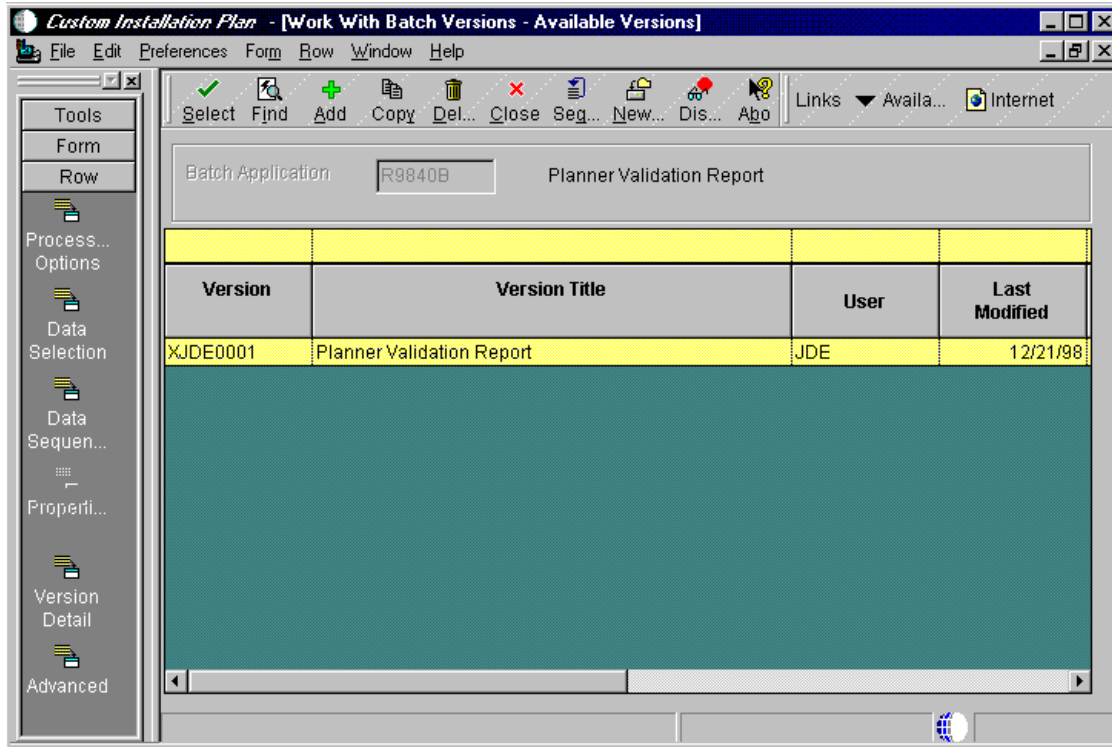 Custom Installation Plan - [Work With Batch Versions - Available Versions]
File Edit Preferences Form Row Window Help
Tools
Form
Row
Process...
Options
Data
Selection
Data
Sequen...
Properti...
Version
Detail
Advanced
Select Find Add Copy Del... Close Seq... New... Dis... Abo
Links Availa... Internet
Batch Application R9840B Planner Validation Report
Version Version Title User Last Modified
XJDE0001 Planner Validation Report JDE 12/21/98